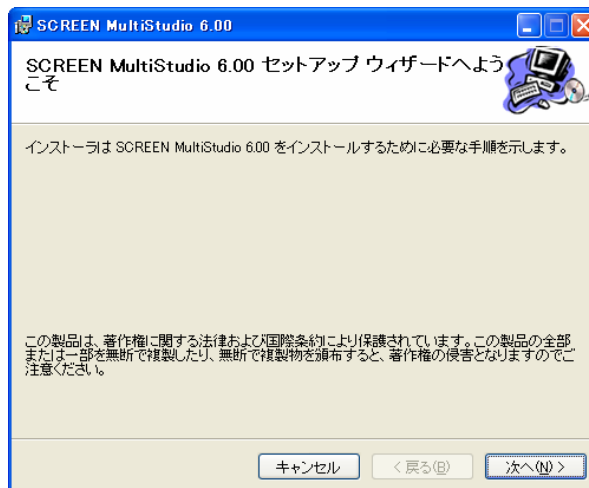 SCREEN MultiStudio 6.00
SCREEN MultiStudio 6.00 セットアップ ウィザードへよう
こそ
インストーラは SCREEN MultiStudio 6.00 をインストールするために必要な手順を示します。
この製品は、著作権に関する法律および国際条約により保護されています。この製品の全部
または一部を無断で複製したり、無断で複製物を頒布すると、著作権の侵害となりますのでご
注意ください。
キャンセル
< 戻る(B)
次へ(N) >